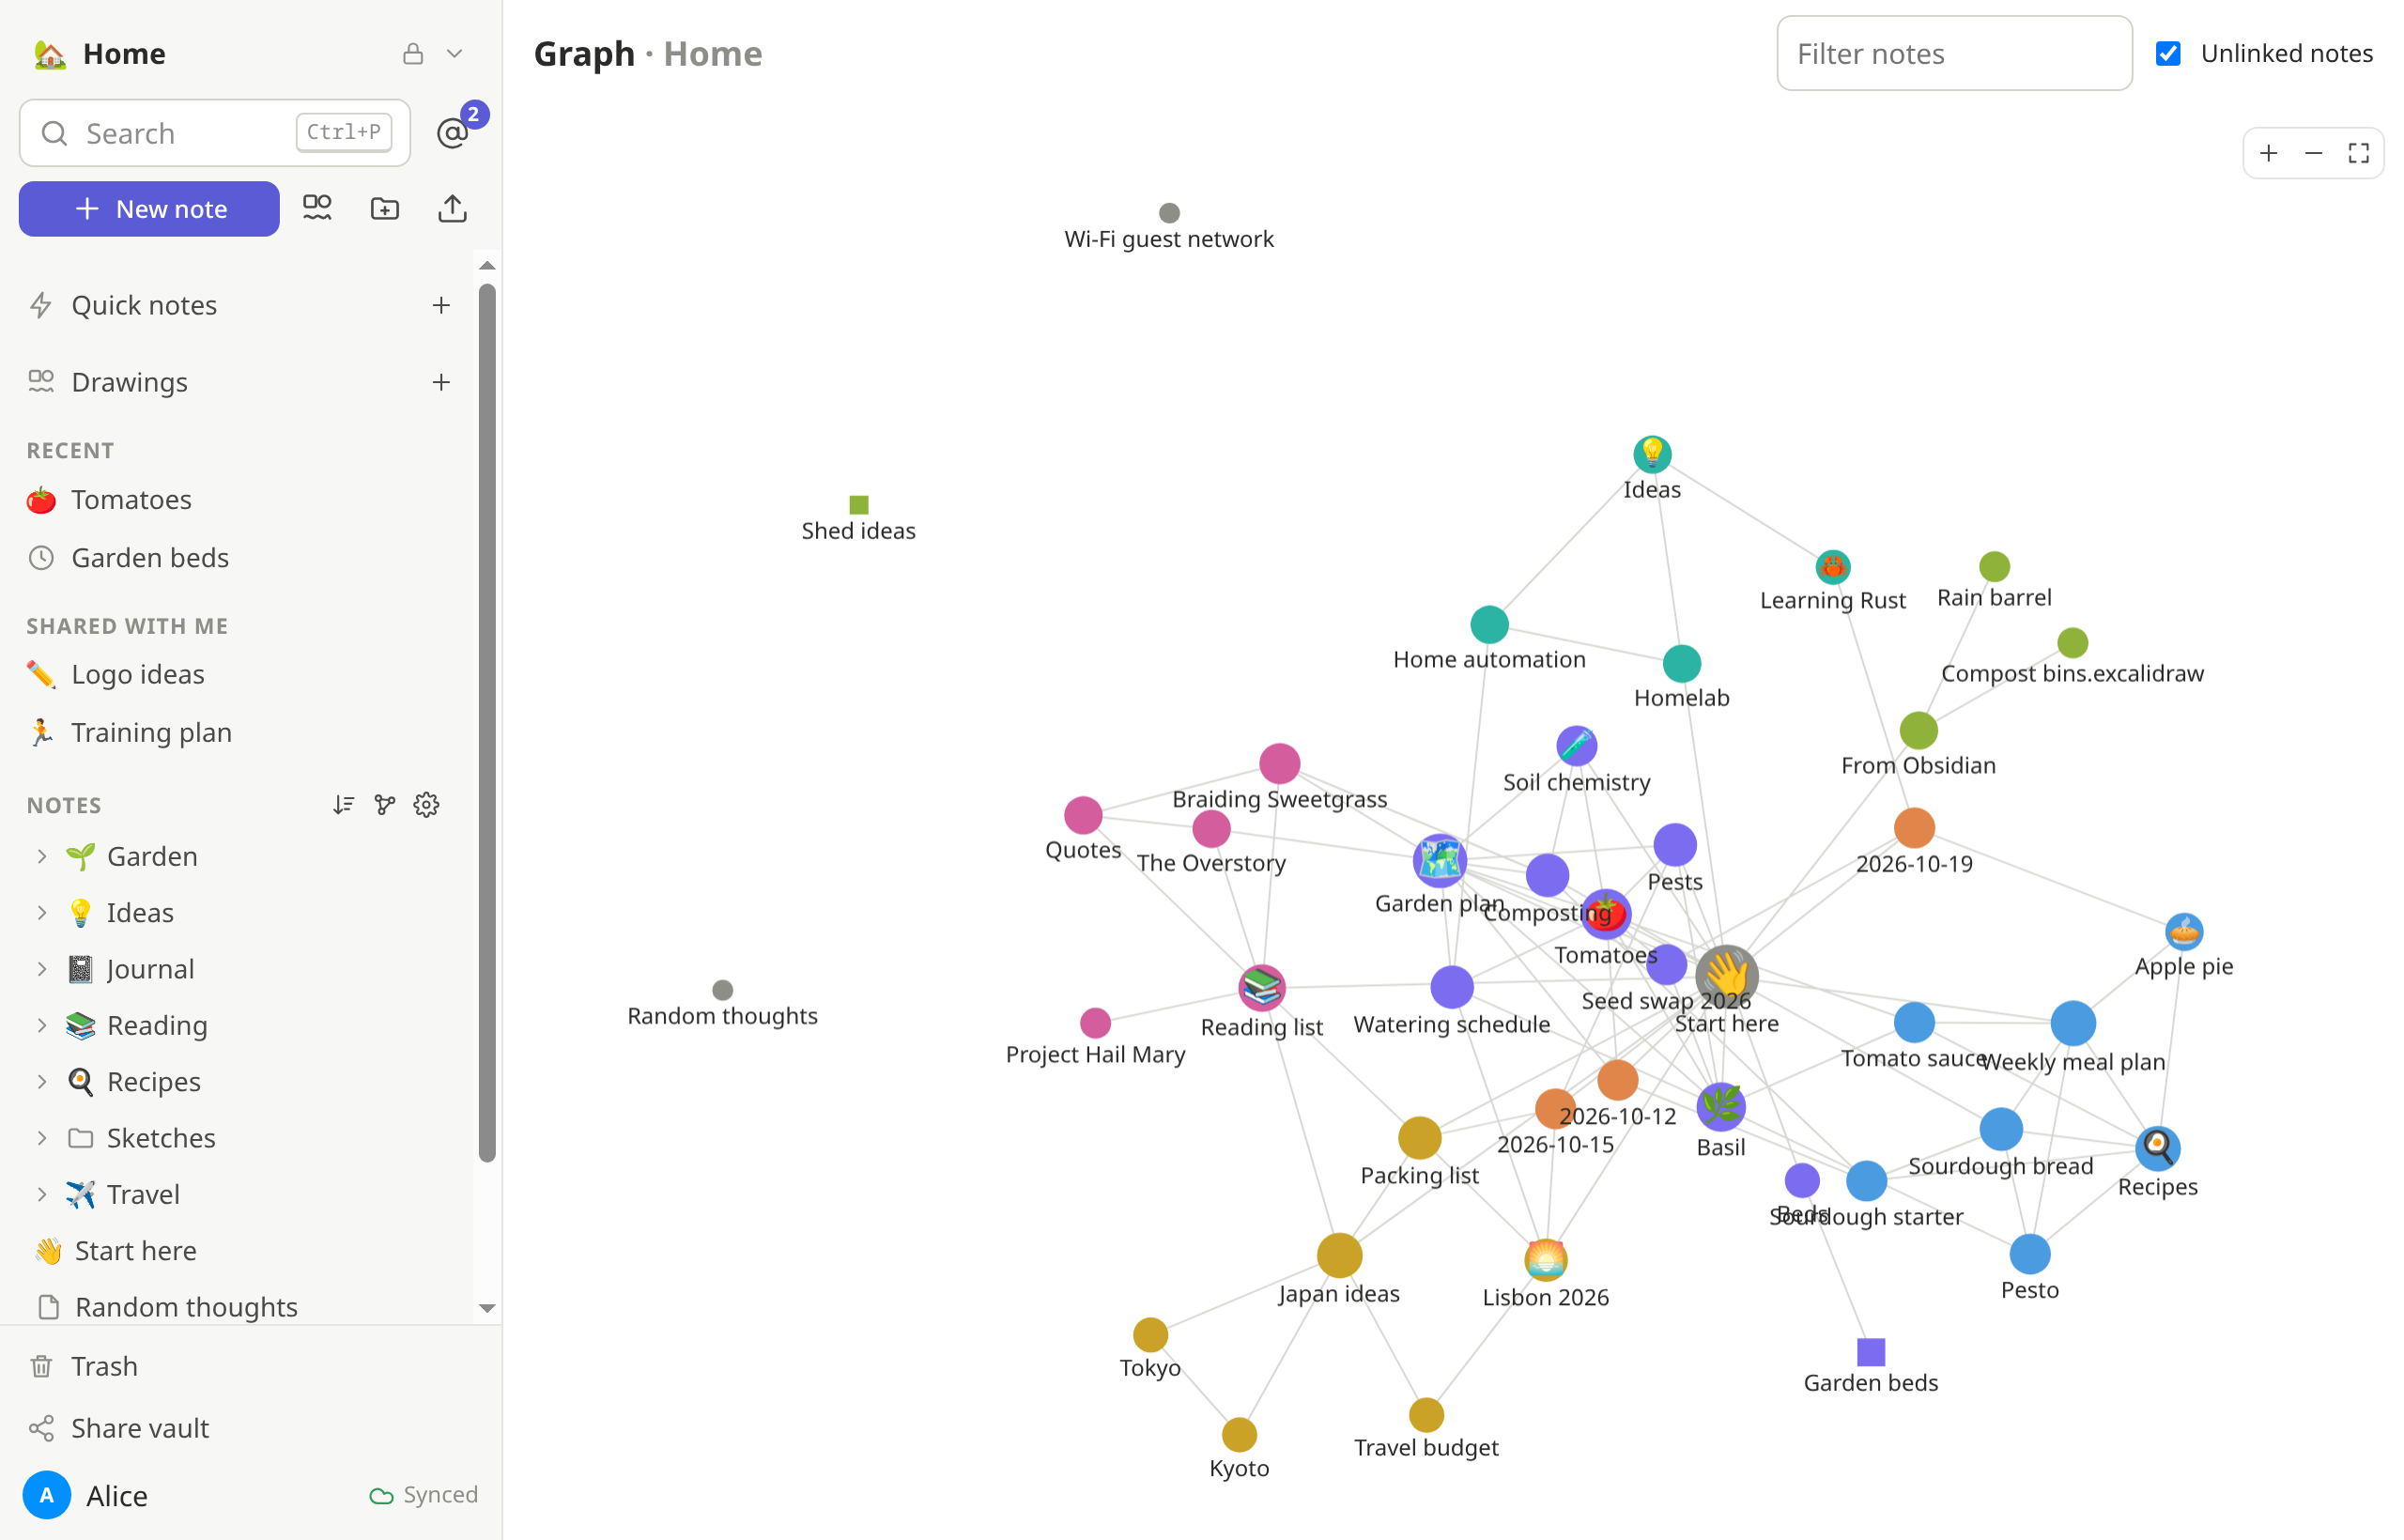 Home
Search
Ctrl+P
2
New note
Quick notes
Drawings
RECENT
Tomatoes
Garden beds
SHARED WITH ME
Logo ideas
Training plan
NOTES
Garden
Ideas
Journal
Reading
Recipes
Sketches
Travel
Start here
Random thoughts
Trash
Share vault
A
Alice
Synced
Graph · Home
Filter notes
Unlinked notes
Wi-Fi guest network
Ideas
Shed ideas
Learning Rust
Rain barrel
Home automation
Compost bins.excalidraw
Homelab
From Obsidian
Soil chemistry
Braiding Sweetgrass
Quotes
The Overstory
2026-10-19
Pests
Garden plan
Composting
Tomatoes
Apple pie
Seed swap 2026
Random thoughts
Reading list
Watering schedule
Start here
Project Hail Mary
Tomato sauce
Weekly meal plan
2026-10-12
2026-10-15
Basil
Packing list
Sourdough bread
Recipes
Beds
Sourdough starter
Japan ideas
Lisbon 2026
Pesto
Tokyo
Garden beds
Travel budget
Kyoto